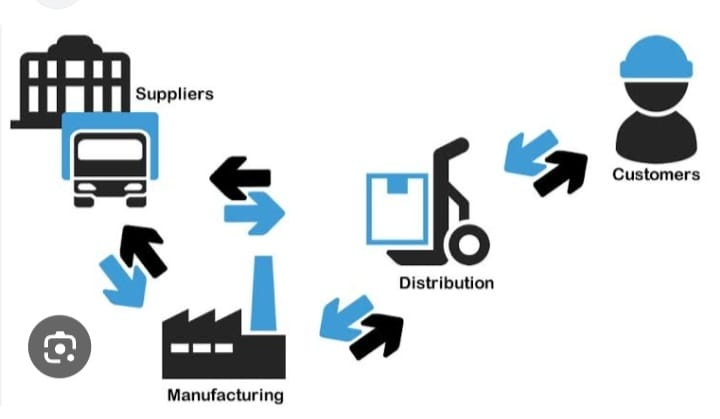 Suppliers
Customers
Distribution
Manufacturing